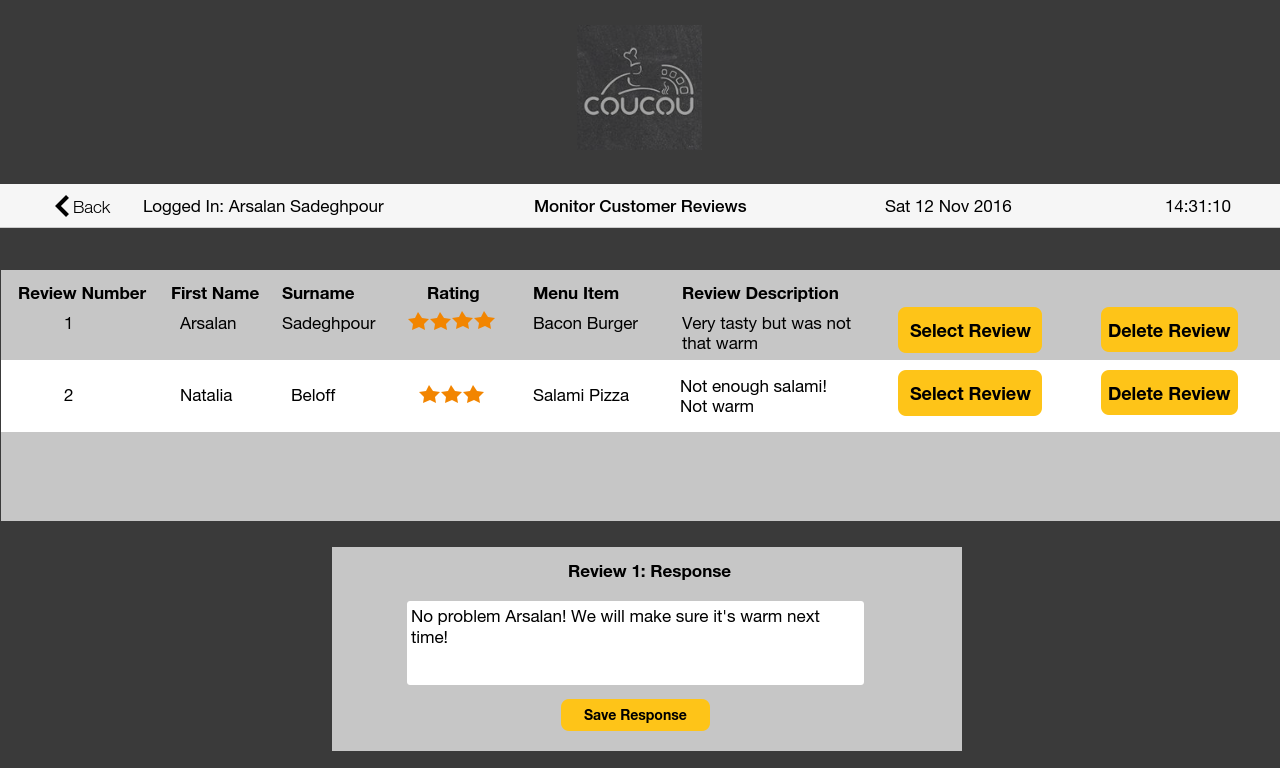 COUCOU
Back Logged In: Arsalan Sadeghpour Monitor Customer Reviews Sat 12 Nov 2016 14:31:10
Review Number First Name Surname Rating Menu Item Review Description
1 Arsalan Sadeghpour Bacon Burger Very tasty but was not
that warm
Select Review Delete Review
2 Natalia Beloff Salami Pizza Not enough salami!
Not warm
Select Review Delete Review
Review 1: Response
No problem Arsalan! We will make sure it's warm next
time!
Save Response